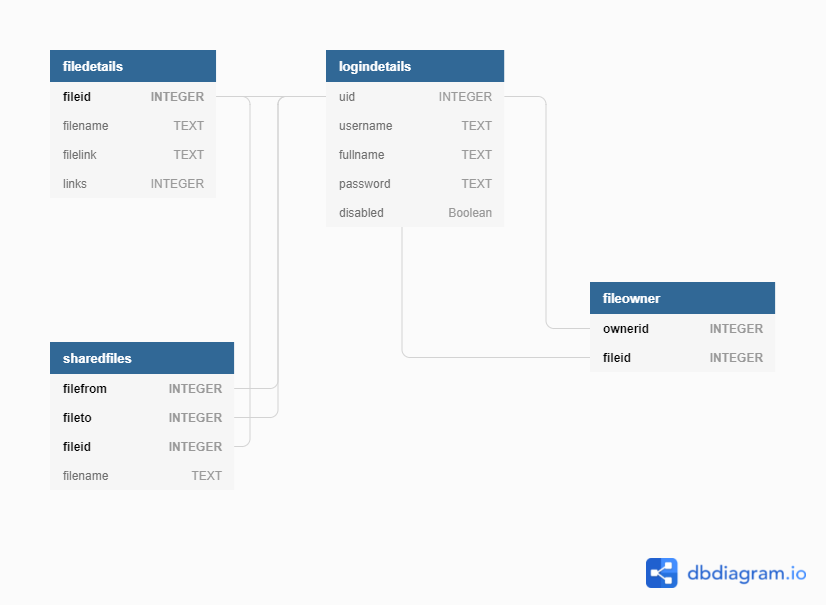 filedetails
fileid INTEGER
filename TEXT
filelink TEXT
links INTEGER
logindetails
uid INTEGER
username TEXT
fullname TEXT
password TEXT
disabled Boolean
fileowner
ownerid INTEGER
fileid INTEGER
sharedfiles
filefrom INTEGER
fileto INTEGER
fileid INTEGER
filename TEXT
dbdiagram.io